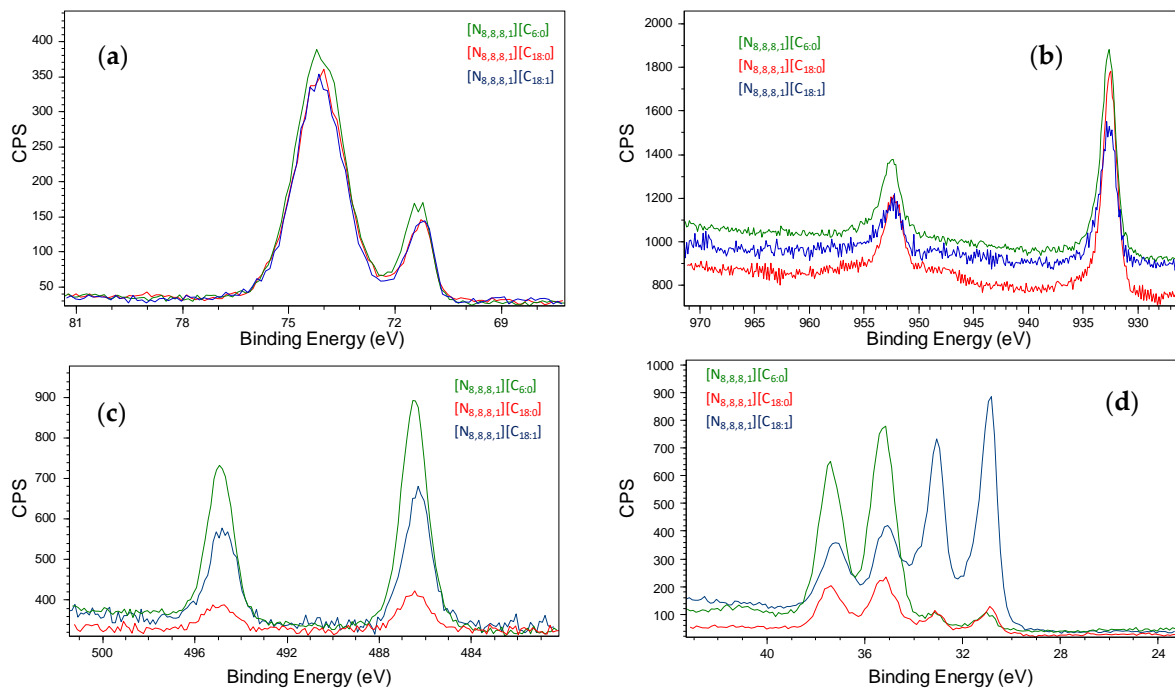 (a)
[N8,8,8,1][C6:0]
[N8,8,8,1][C18:0]
[N8,8,8,1][C18:1]
CPS
400
350
300
250
200
150
100
50
81 78 75 72 69
Binding Energy (eV)
(b)
[N8,8,8,1][C6:0]
[N8,8,8,1][C18:0]
[N8,8,8,1][C18:1]
CPS
2000
1800
1600
1400
1200
1000
800
970 965 960 955 950 945 940 935 930
Binding Energy (eV)
(c)
[N8,8,8,1][C6:0]
[N8,8,8,1][C18:0]
[N8,8,8,1][C18:1]
CPS
900
800
700
600
500
400
500 496 492 488 484
Binding Energy (eV)
(d)
[N8,8,8,1][C6:0]
[N8,8,8,1][C18:0]
[N8,8,8,1][C18:1]
CPS
1000
900
800
700
600
500
400
300
200
100
40 36 32 28 24
Binding Energy (eV)